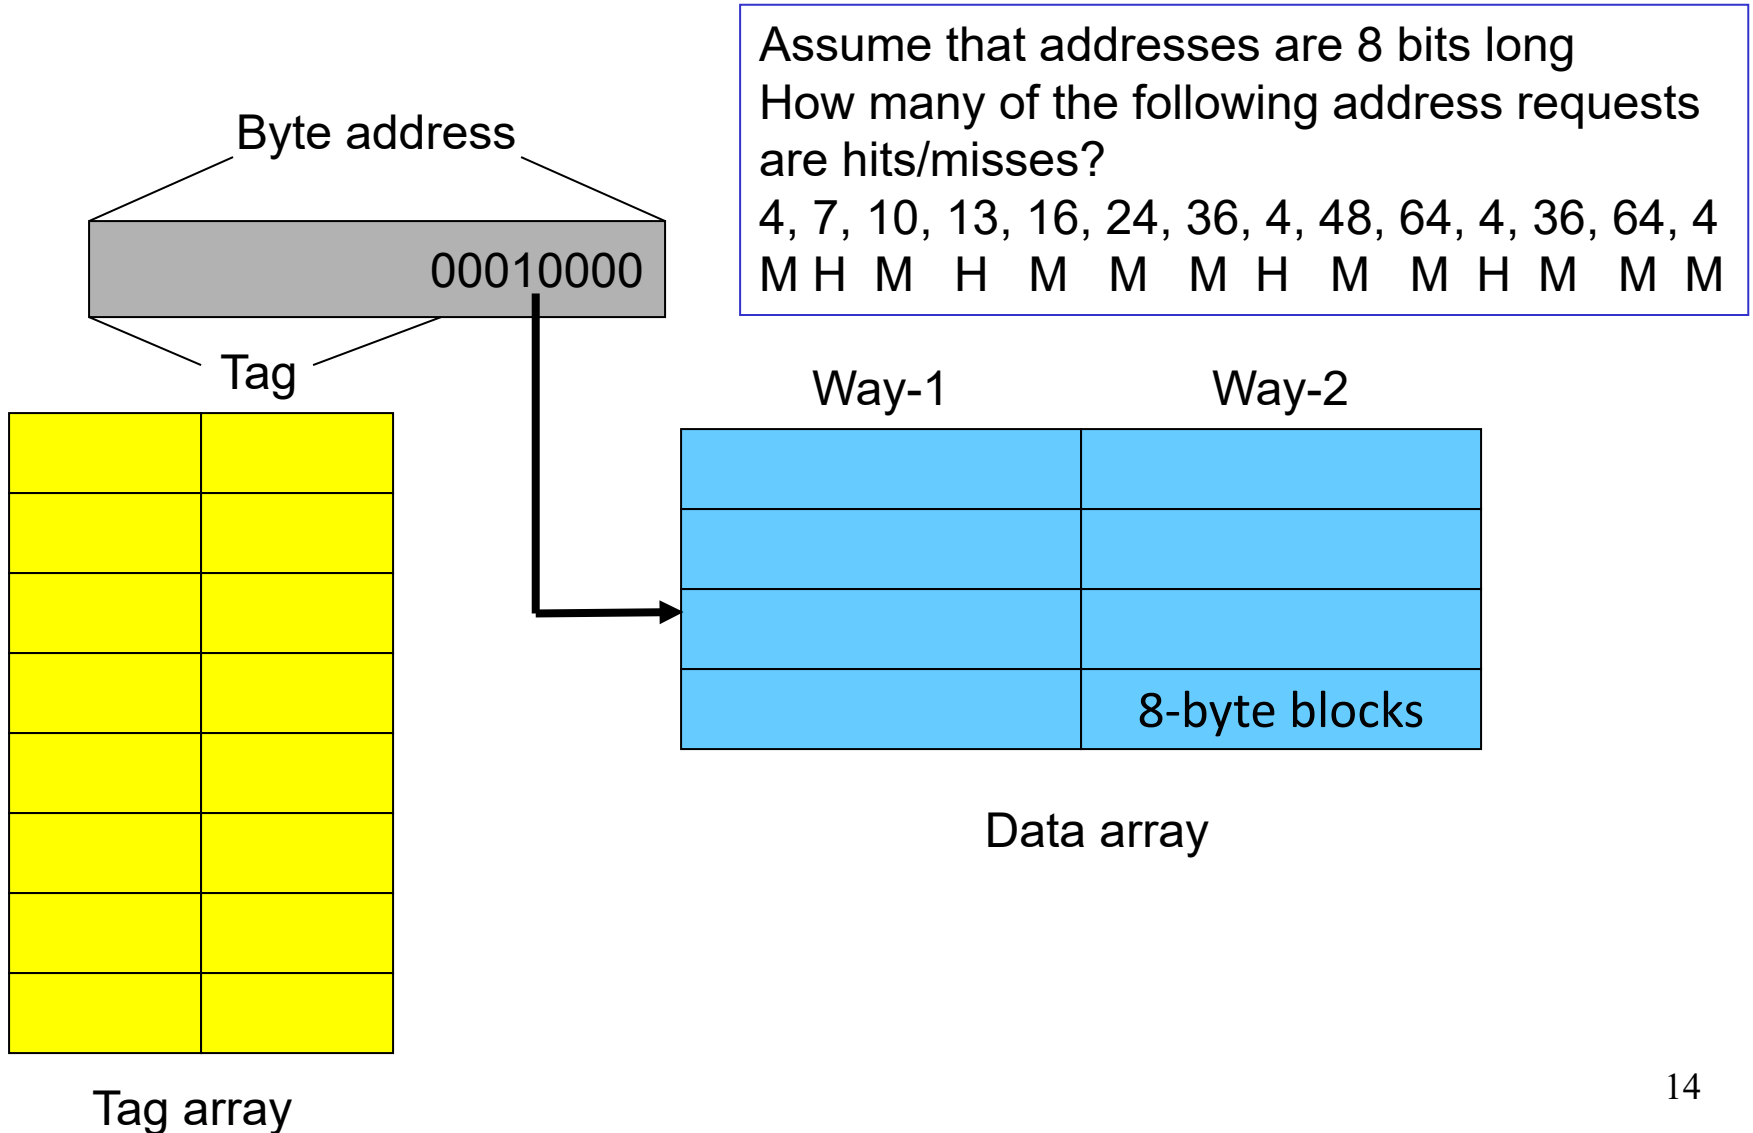 Assume that addresses are 8 bits long
How many of the following address requests
are hits/misses?
4, 7, 10, 13, 16, 24, 36, 4, 48, 64, 4, 36, 64, 4
M H M H M M M H M M H M M M
Byte address
00010000
Tag
Way-1 Way-2
8-byte blocks
Data array
Tag array
14